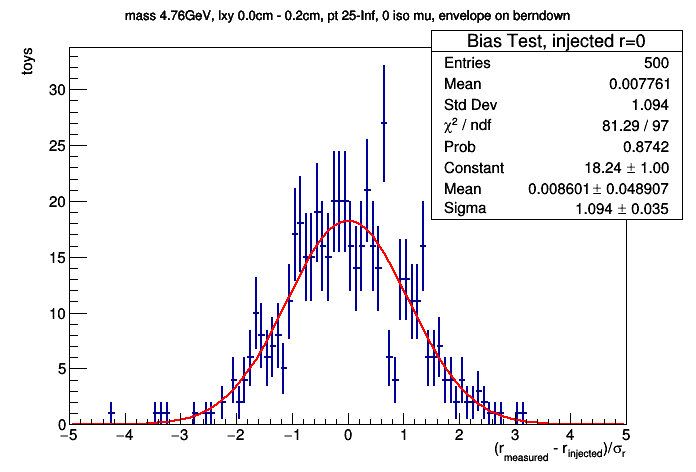 mass 4.76GeV, lxy 0.0cm - 0.2cm, pt 25-Inf, 0 iso mu, envelope on berndown
Bias Test, injected r=0
Entries 500
Mean 0.007761
Std Dev 1.094
χ² / ndf 81.29 / 97
Prob 0.8742
Constant 18.24 ± 1.00
Mean 0.008601 ± 0.048907
Sigma 1.094 ± 0.035
toys
30
25
20
15
10
5
0
−5 −4 −3 −2 −1 0 1 2 3 4 5
(r_measured - r_injected)/σ_r